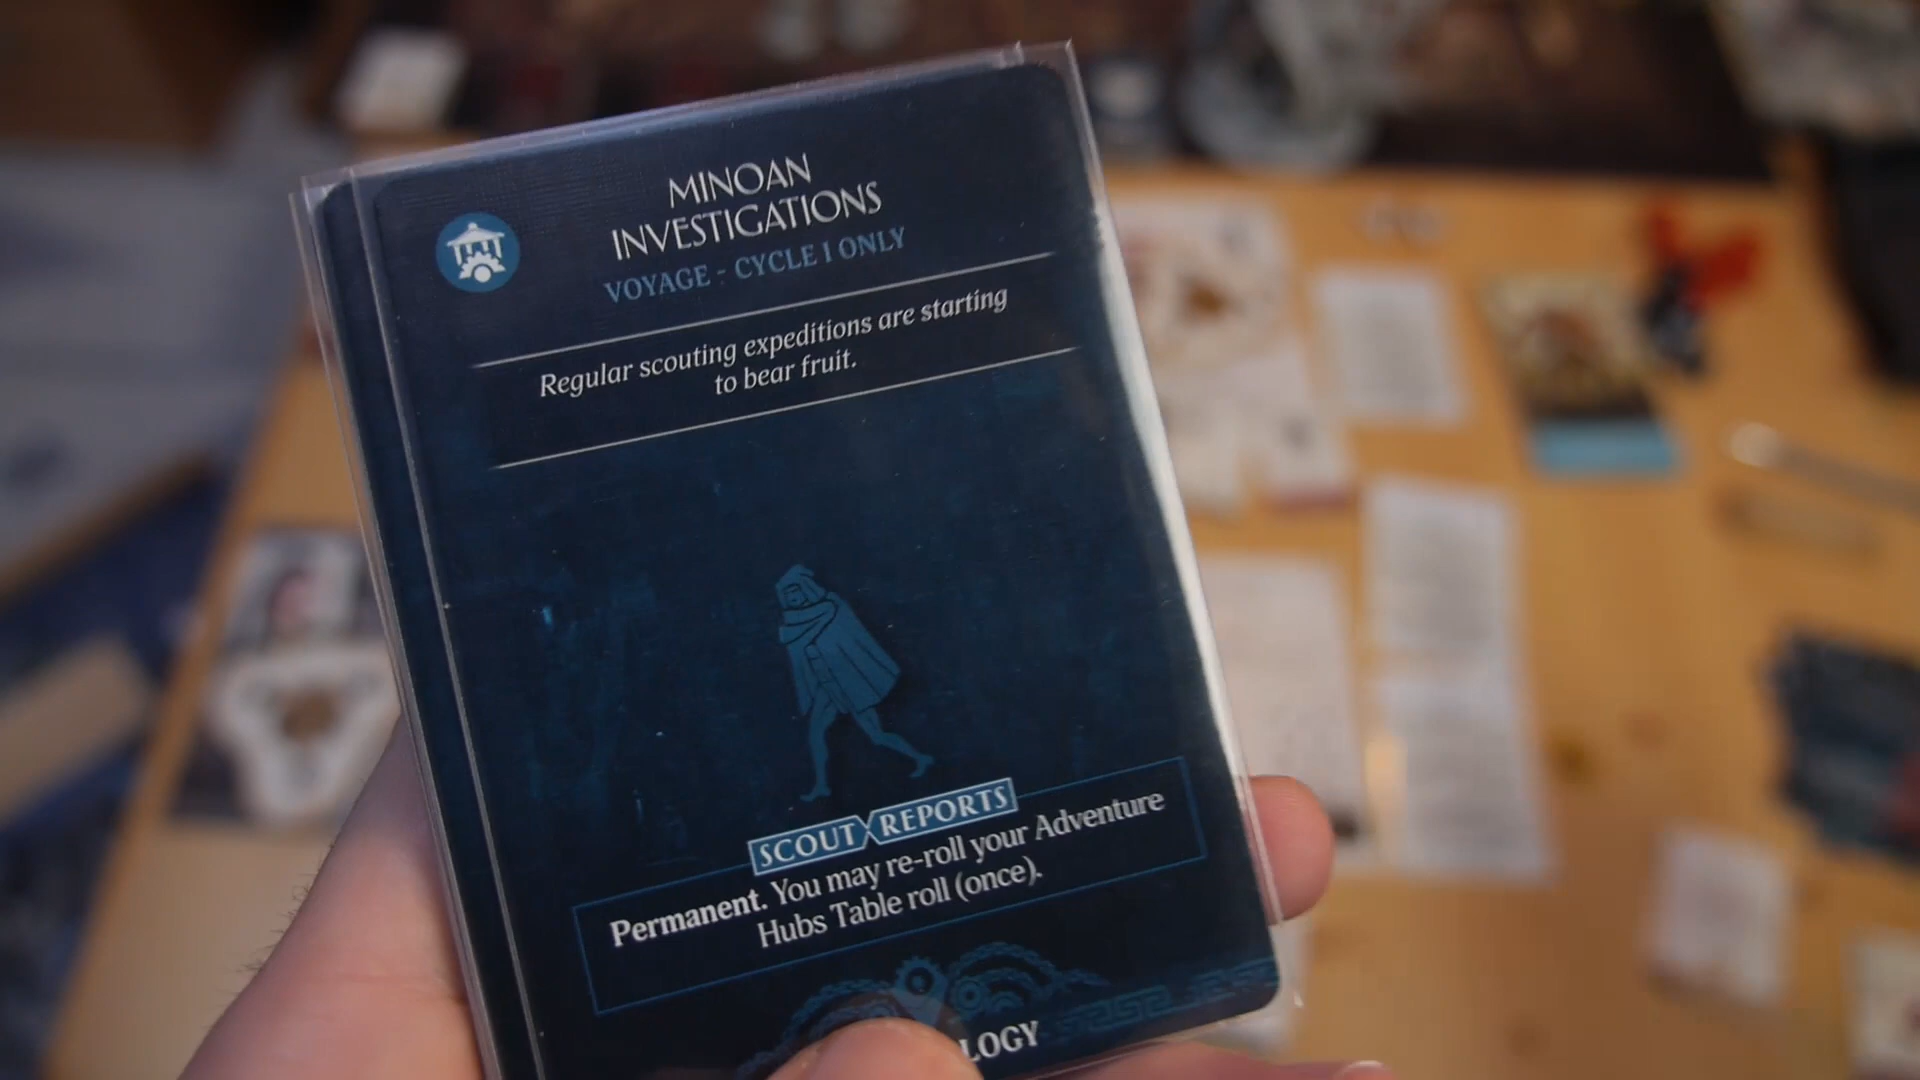 MINOAN
INVESTIGATIONS
VOYAGE - CYCLE I ONLY
Regular scouting expeditions are starting
to bear fruit.
SCOUT REPORTS
Permanent. You may re-roll your Adventure
Hubs Table roll (once).
LOGY